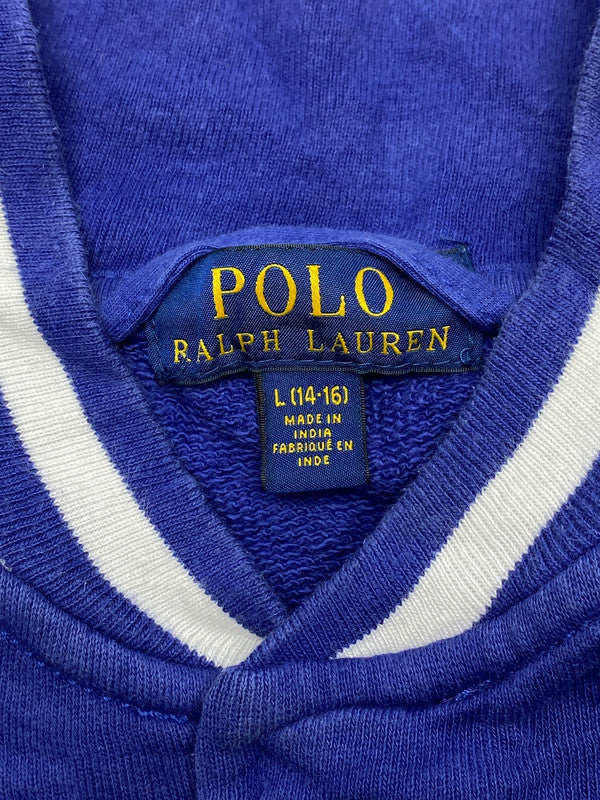 POLO
RALPH LAUREN
L (14-16)
MADE IN
INDIA
FABRIQUÉ EN
INDE